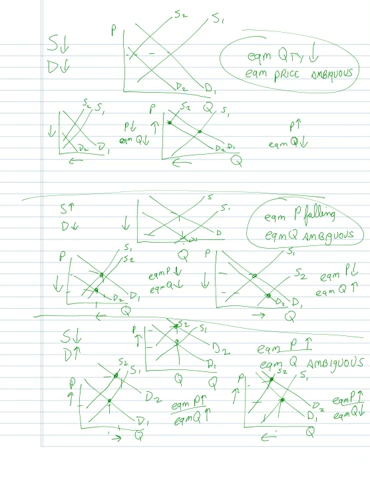 S↓
D↓
P
S2
S1
D2
D1
Q
eqm QTY ↓
eqm PRICE AMBIGUOUS
↓
S2
S1
D2
D1
←
P↓
eqm Q↓
P
↑
S2
S1
D2
D1
←
Q
P↑
eqm Q↓
S↑
D↓
↓
S
S
D
Q
eqm P falling
eqm Q AMBIGUOUS
P
↓
S1
S2
D2
D1
←
Q
eqm P↓
eqm Q↓
P
↓
S1
S2
D2
D1
→
Q
eqm P↓
eqm Q↑
S↓
D↑
P
↑
S2
S1
D2
D1
Q
Q
eqm P ↑
eqm Q AMBIGUOUS
P
↑
S2
S1
D2
D1
→
Q
eqm P↑
eqm Q↑
P
↑
S2
S1
D2
D1
←
Q
eqm P↑
eqm Q↓